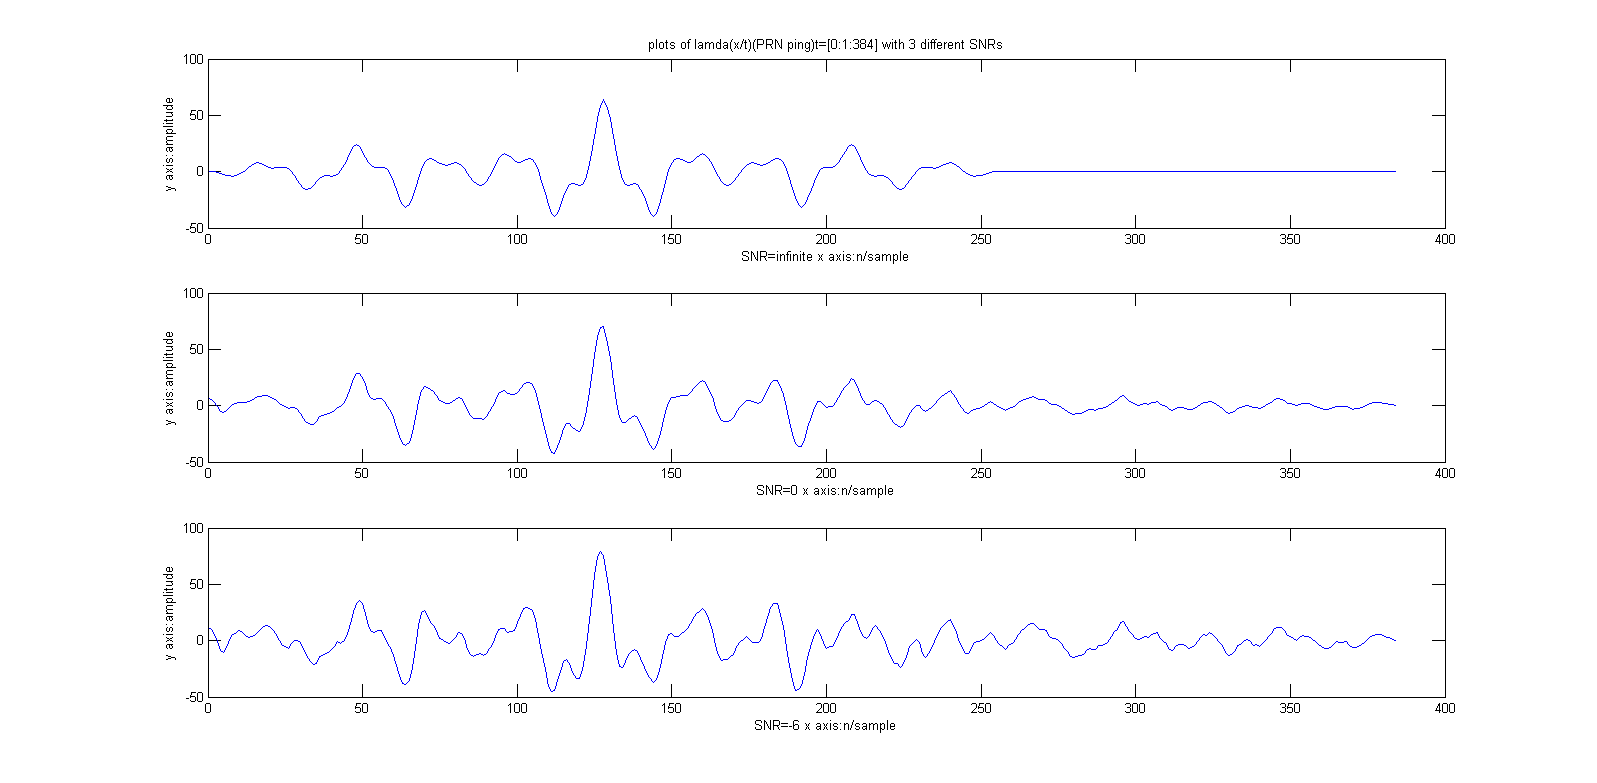 plots of lamda(x/t)(PRN ping)t=[0:1:384] with 3 different SNRs
y axis:amplitude
100
50
0
-50
0 50 100 150 200 250 300 350 400
SNR=infinite x axis:n/sample
y axis:amplitude
100
50
0
-50
0 50 100 150 200 250 300 350 400
SNR=0 x axis:n/sample
y axis:amplitude
100
50
0
-50
0 50 100 150 200 250 300 350 400
SNR=-6 x axis:n/sample